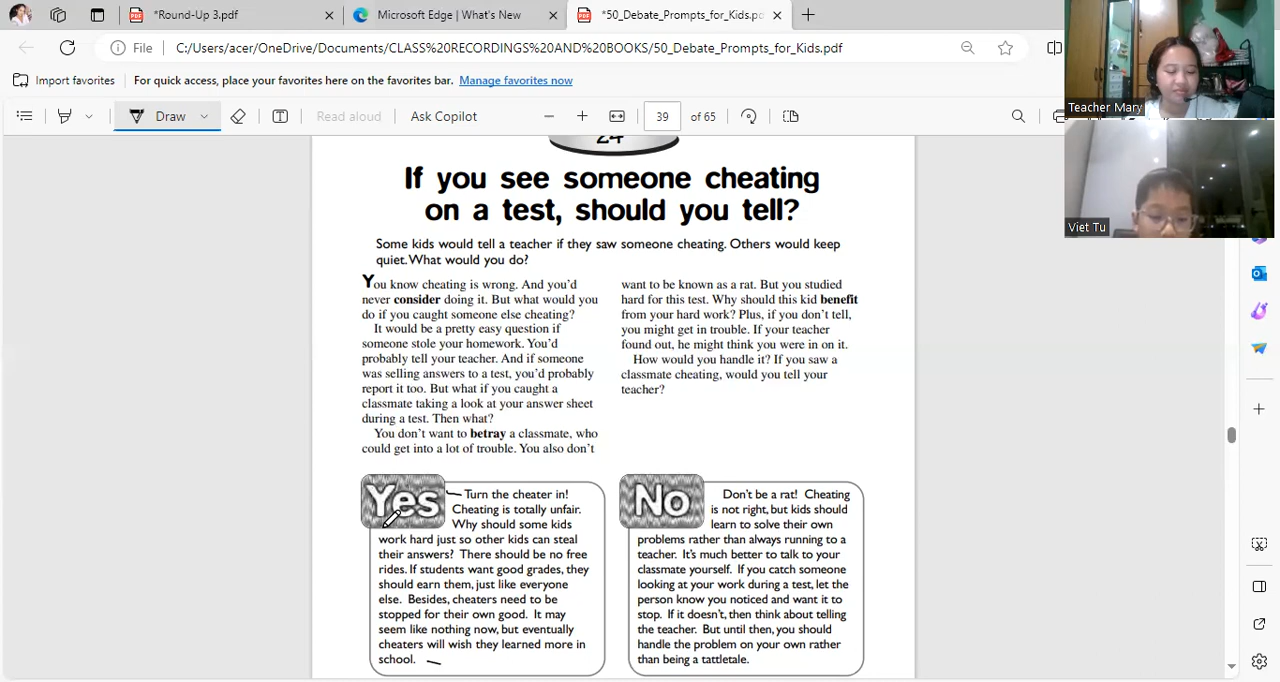 *Round-Up 3.pdf
Microsoft Edge | What's New
*50_Debate_Prompts_for_Kids.pdf
File
C:/Users/acer/OneDrive/Documents/CLASS%20RECORDINGS%20AND%20BOOKS/50_Debate_Prompts_for_Kids.pdf
Import favorites
For quick access, place your favorites here on the favorites bar. Manage favorites now
Draw
Read aloud
Ask Copilot
39 of 65
Teacher Mary
Viet Tu
24
If you see someone cheating
on a test, should you tell?
Some kids would tell a teacher if they saw someone cheating. Others would keep
quiet. What would you do?
You know cheating is wrong. And you'd
never consider doing it. But what would you
do if you caught someone else cheating?
It would be a pretty easy question if
someone stole your homework. You'd
probably tell your teacher. And if someone
was selling answers to a test, you'd probably
report it too. But what if you caught a
classmate taking a look at your answer sheet
during a test. Then what?
You don't want to betray a classmate, who
could get into a lot of trouble. You also don't
want to be known as a rat. But you studied
hard for this test. Why should this kid benefit
from your hard work? Plus, if you don't tell,
you might get in trouble. If your teacher
found out, he might think you were in on it.
How would you handle it? If you saw a
classmate cheating, would you tell your
teacher?
Yes
Turn the cheater in!
Cheating is totally unfair.
Why should some kids
work hard just so other kids can steal
their answers? There should be no free
rides. If students want good grades, they
should earn them, just like everyone
else. Besides, cheaters need to be
stopped for their own good. It may
seem like nothing now, but eventually
cheaters will wish they learned more in
school.
No
Don't be a rat! Cheating
is not right, but kids should
learn to solve their own
problems rather than always running to a
teacher. It's much better to talk to your
classmate yourself. If you catch someone
looking at your work during a test, let the
person know you noticed and want it to
stop. If it doesn't, then think about telling
the teacher. But until then, you should
handle the problem on your own rather
than being a tattletale.